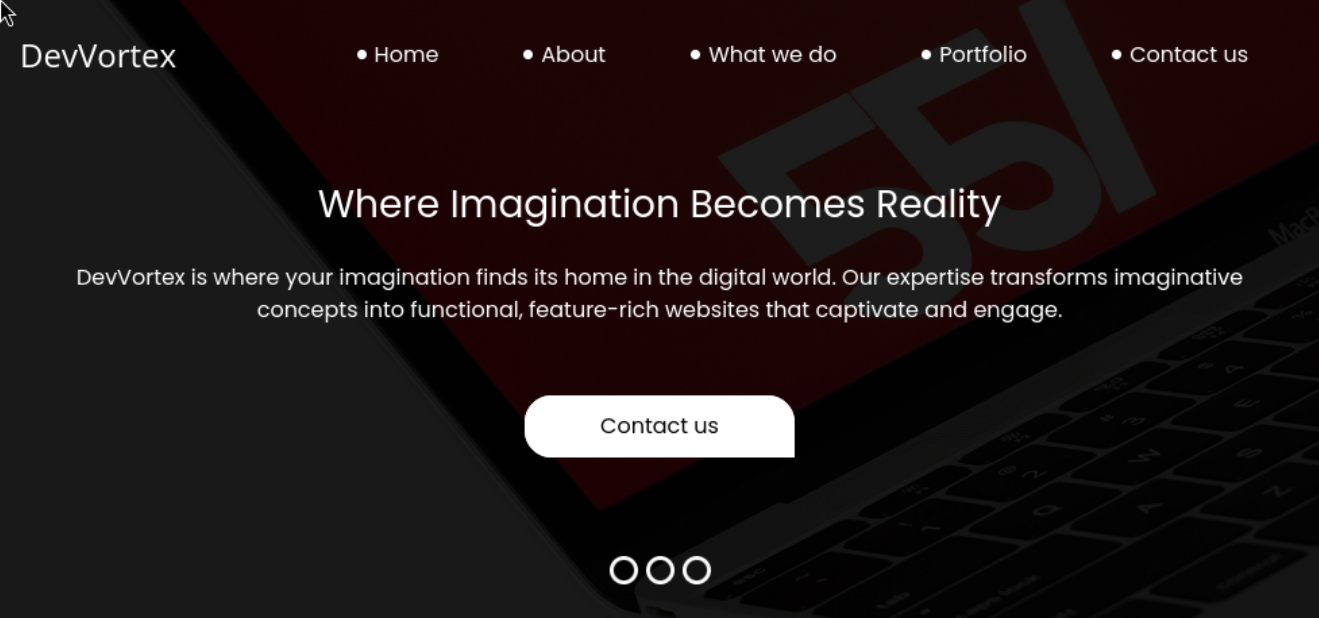 DevVortex
Home
About
What we do
Portfolio
Contact us
55/
MacB
Where Imagination Becomes Reality
DevVortex is where your imagination finds its home in the digital world. Our expertise transforms imaginative
concepts into functional, feature-rich websites that captivate and engage.
Contact us